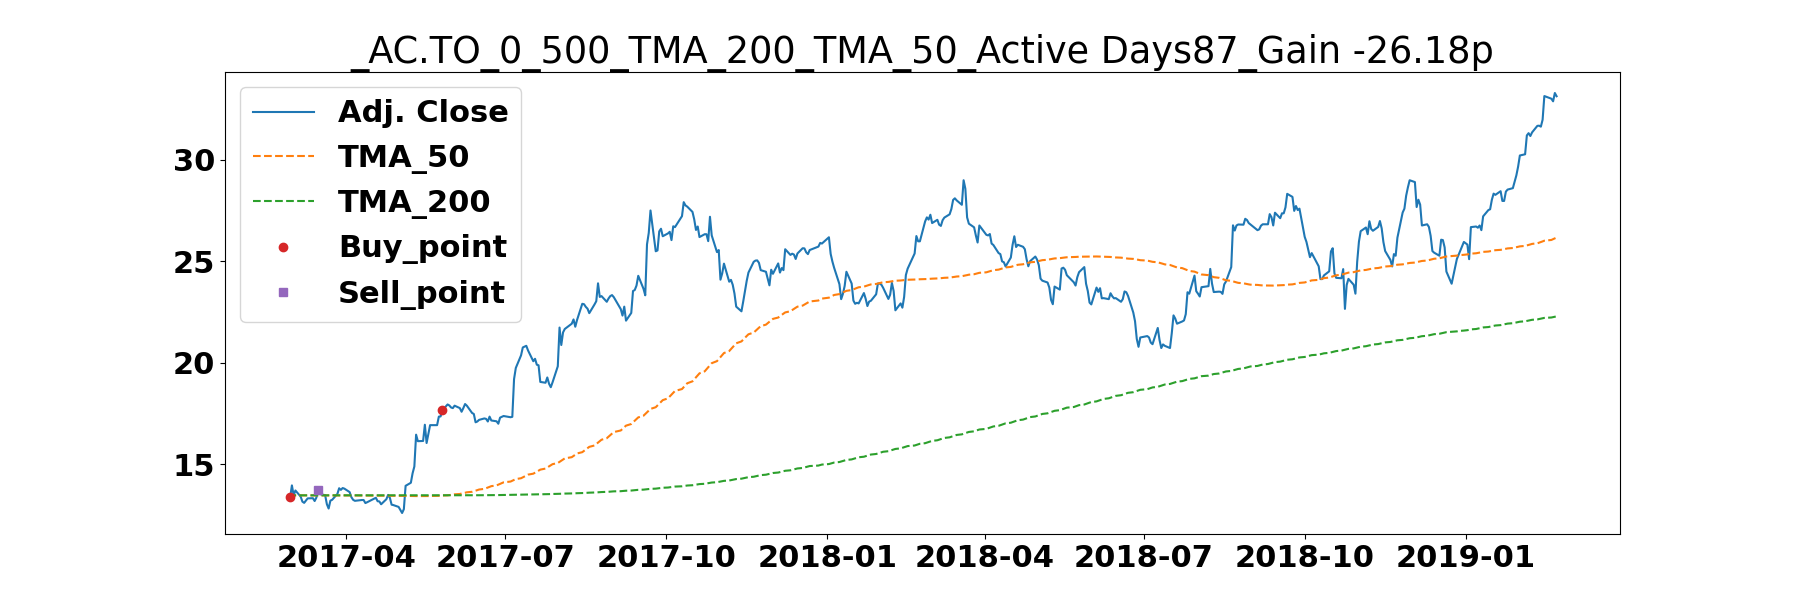 _AC.TO_0_500_TMA_200_TMA_50_Active Days87_Gain -26.18p
Adj. Close
TMA_50
TMA_200
Buy_point
Sell_point
30
25
20
15
2017-04 2017-07 2017-10 2018-01 2018-04 2018-07 2018-10 2019-01